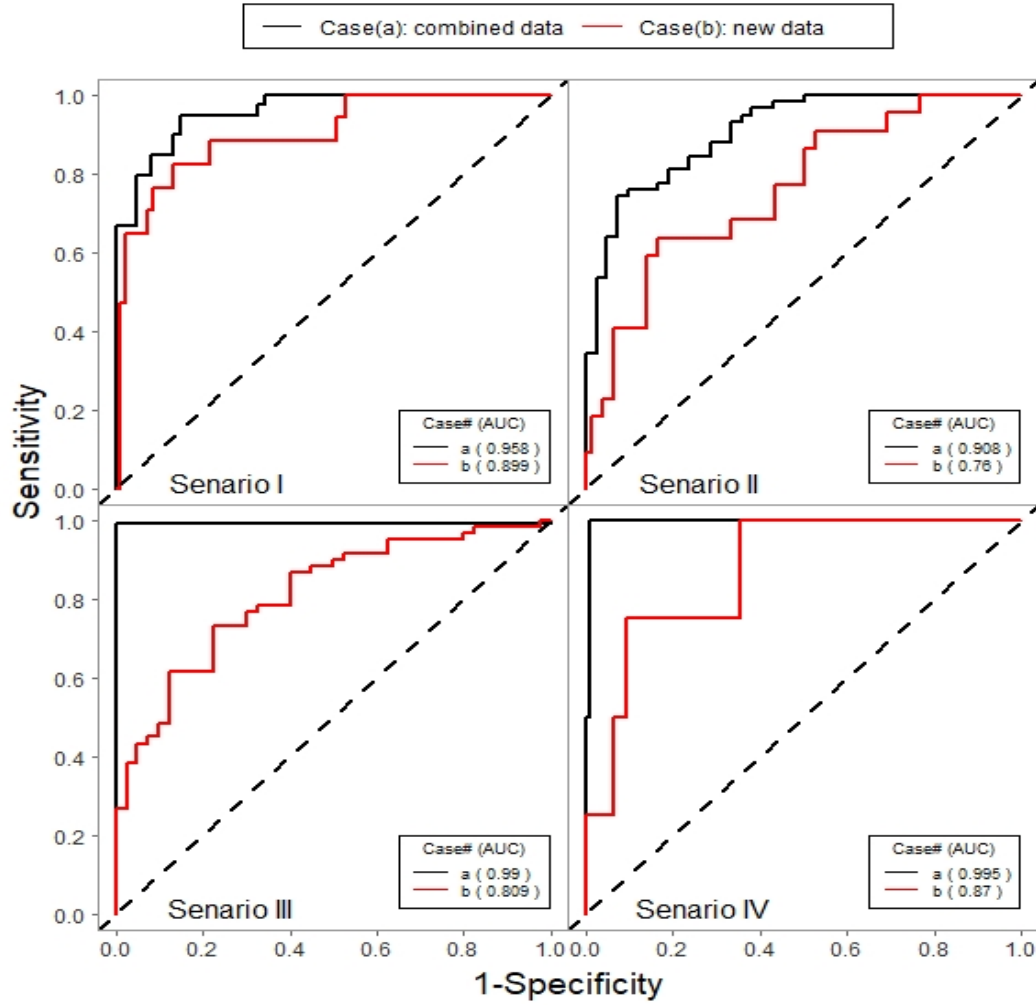 Case(a): combined data Case(b): new data
Sensitivity
1.0
0.8
0.6
0.4
0.2
0.0
Case# (AUC)
a ( 0.958 )
b ( 0.899 )
Senario I
Case# (AUC)
a ( 0.908 )
b ( 0.76 )
Senario II
1.0
0.8
0.6
0.4
0.2
0.0
Case# (AUC)
a ( 0.99 )
b ( 0.809 )
Senario III
Case# (AUC)
a ( 0.995 )
b ( 0.87 )
Senario IV
0.0 0.2 0.4 0.6 0.8 1.0 0.0 0.2 0.4 0.6 0.8 1.0
1-Specificity